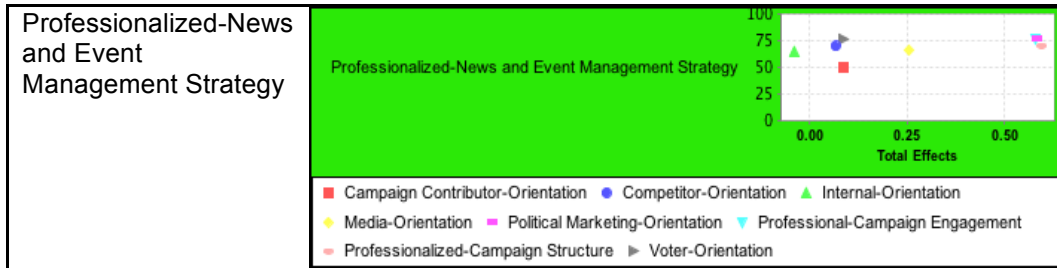 Professionalized-News
and Event
Management Strategy
Professionalized-News and Event Management Strategy
100
75
50
25
0
0.00 0.25 0.50
Total Effects
Campaign Contributor-Orientation Competitor-Orientation Internal-Orientation
Media-Orientation Political Marketing-Orientation Professional-Campaign Engagement
Professionalized-Campaign Structure Voter-Orientation